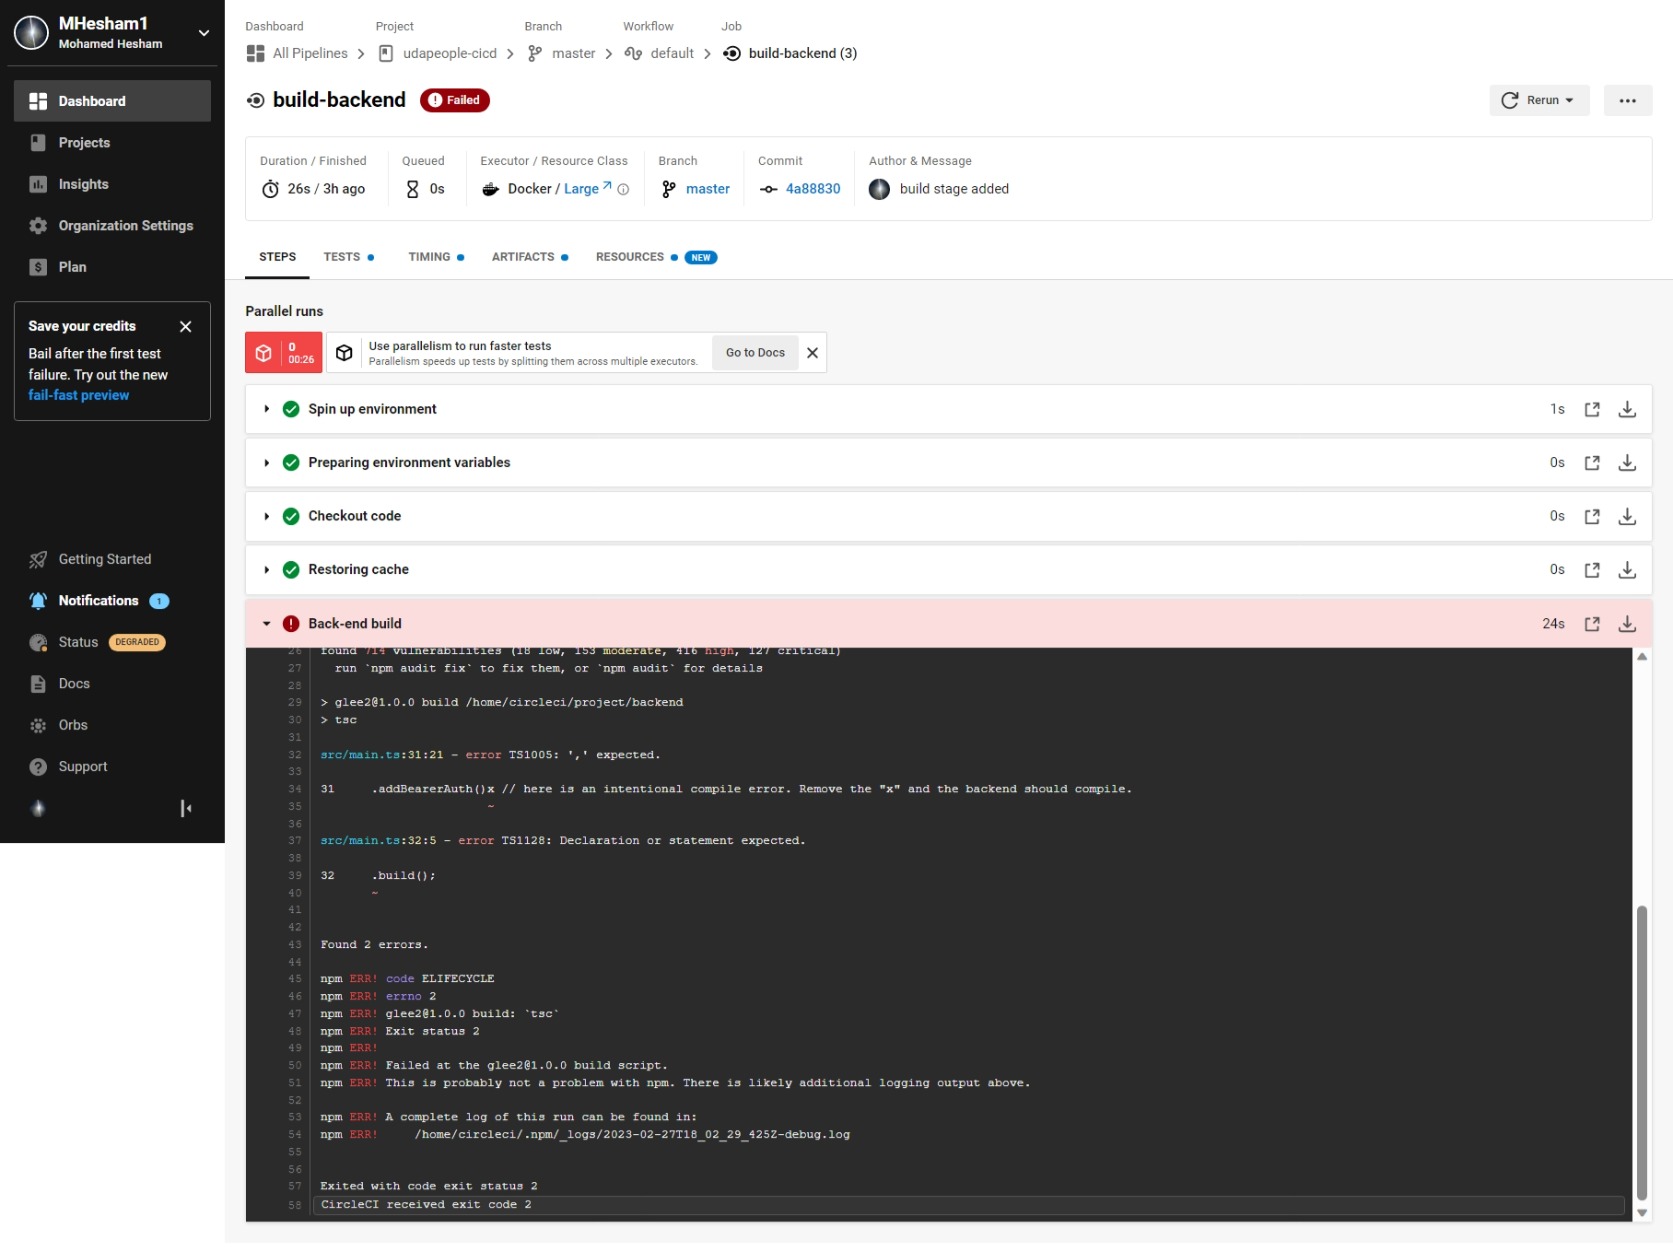 MHesham1
Mohamed Hesham
Dashboard
Projects
Insights
Organization Settings
Plan
Save your credits
Bail after the first test
failure. Try out the new
fail-fast preview
Getting Started
Notifications 1
Status DEGRADED
Docs
Orbs
Support
Dashboard Project Branch Workflow Job
All Pipelines udapeople-cicd master default build-backend (3)
build-backend Failed
Rerun
Duration / Finished Queued Executor / Resource Class Branch Commit Author & Message
26s / 3h ago 0s Docker / Large master 4a88830 build stage added
STEPS TESTS TIMING ARTIFACTS RESOURCES NEW
Parallel runs
0
00:26
Use parallelism to run faster tests
Parallelism speeds up tests by splitting them across multiple executors.
Go to Docs
Spin up environment 1s
Preparing environment variables 0s
Checkout code 0s
Restoring cache 0s
Back-end build 24s
26 found 714 vulnerabilities (18 low, 153 moderate, 416 high, 127 critical)
27 run `npm audit fix` to fix them, or `npm audit` for details
28
29 > glee2@1.0.0 build /home/circleci/project/backend
30 > tsc
31
32 src/main.ts:31:21 - error TS1005: ',' expected.
33
34 31 .addBearerAuth()x // here is an intentional compile error. Remove the "x" and the backend should compile.
35 ~
36
37 src/main.ts:32:5 - error TS1128: Declaration or statement expected.
38
39 32 .build();
40 ~
41
42
43 Found 2 errors.
44
45 npm ERR! code ELIFECYCLE
46 npm ERR! errno 2
47 npm ERR! glee2@1.0.0 build: `tsc`
48 npm ERR! Exit status 2
49 npm ERR!
50 npm ERR! Failed at the glee2@1.0.0 build script.
51 npm ERR! This is probably not a problem with npm. There is likely additional logging output above.
52
53 npm ERR! A complete log of this run can be found in:
54 npm ERR! /home/circleci/.npm/_logs/2023-02-27T18_02_29_425Z-debug.log
55
56
57 Exited with code exit status 2
58 CircleCI received exit code 2